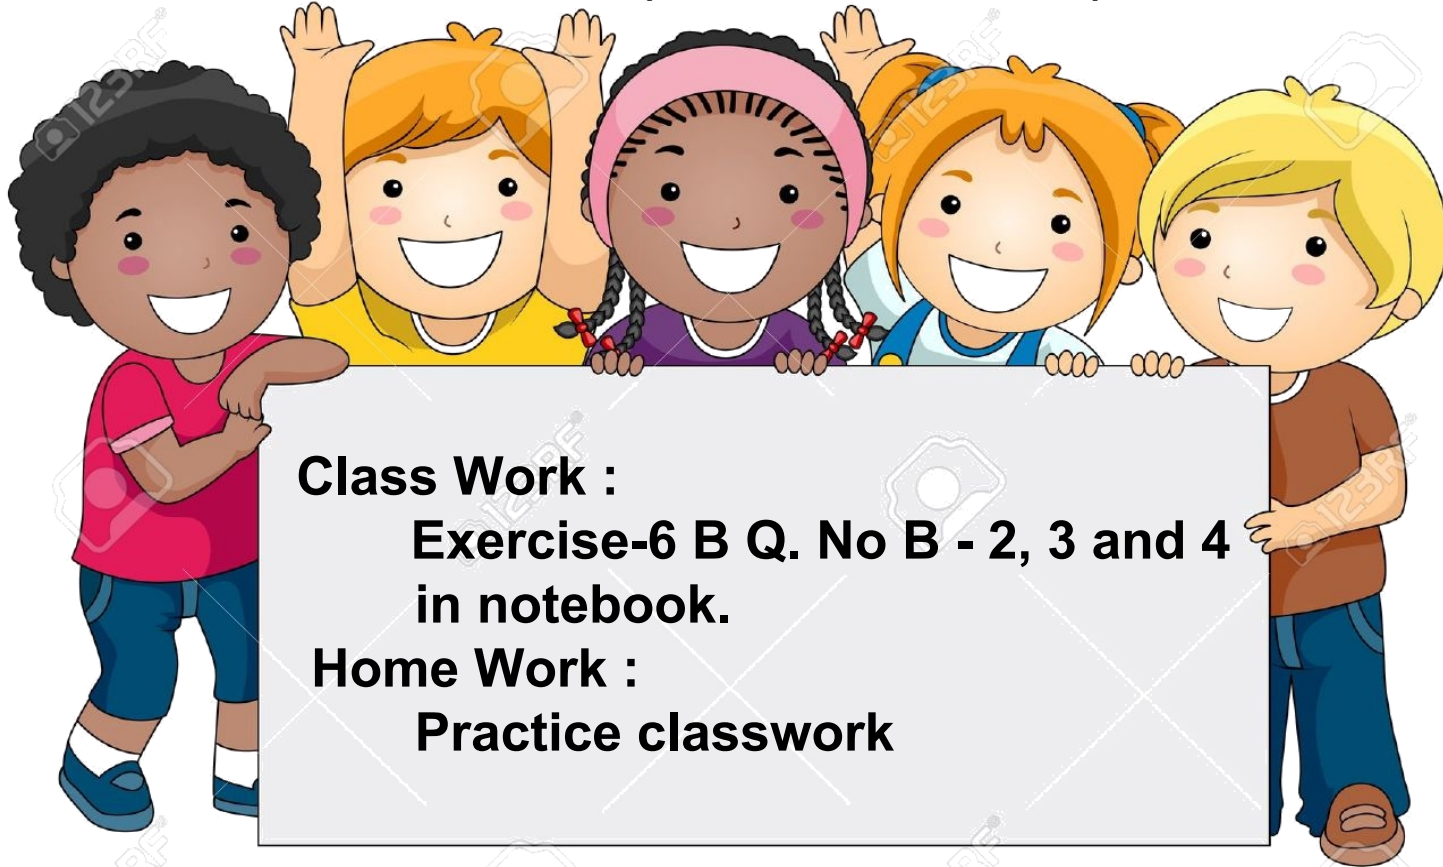 Class Work :
Exercise-6 B Q. No B - 2, 3 and 4
in notebook.
Home Work :
Practice classwork